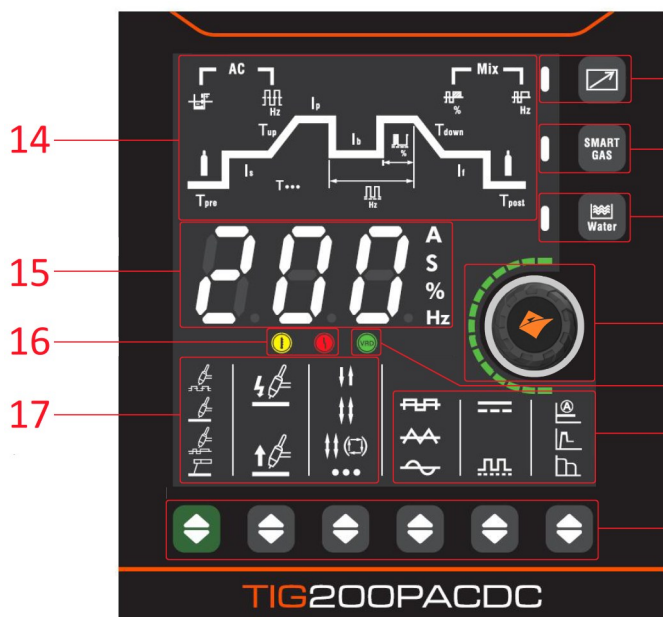 AC
Mix
Hz
%
Hz
Ip
Tup
Ib
%
Tdown
Is
If
T•••
Tpre
Hz
Tpost
14
SMART
GAS
Water
200
A
S
%
Hz
15
16
VRD
17
A
TIG200PACDC